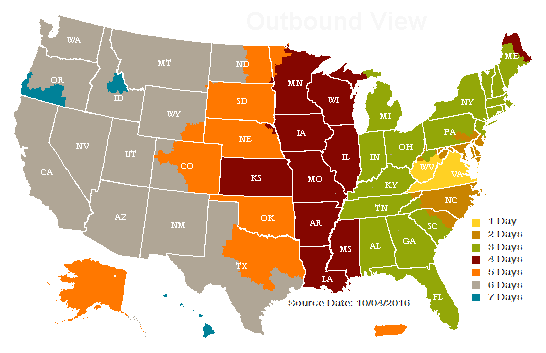 Outbound View
WA
MT
ND
MN
ME
OR
ID
WI
SD
WY
MI
NY
IA
NE
PA
NV
UT
IL
IN
OH
CO
WV
VA
CA
KS
MO
KY
NC
TN
OK
AZ
NM
AR
SC
MS
AL
GA
TX
LA
FL
1 Day
2 Days
3 Days
4 Days
5 Days
6 Days
7 Days
Source Date: 10/04/2016